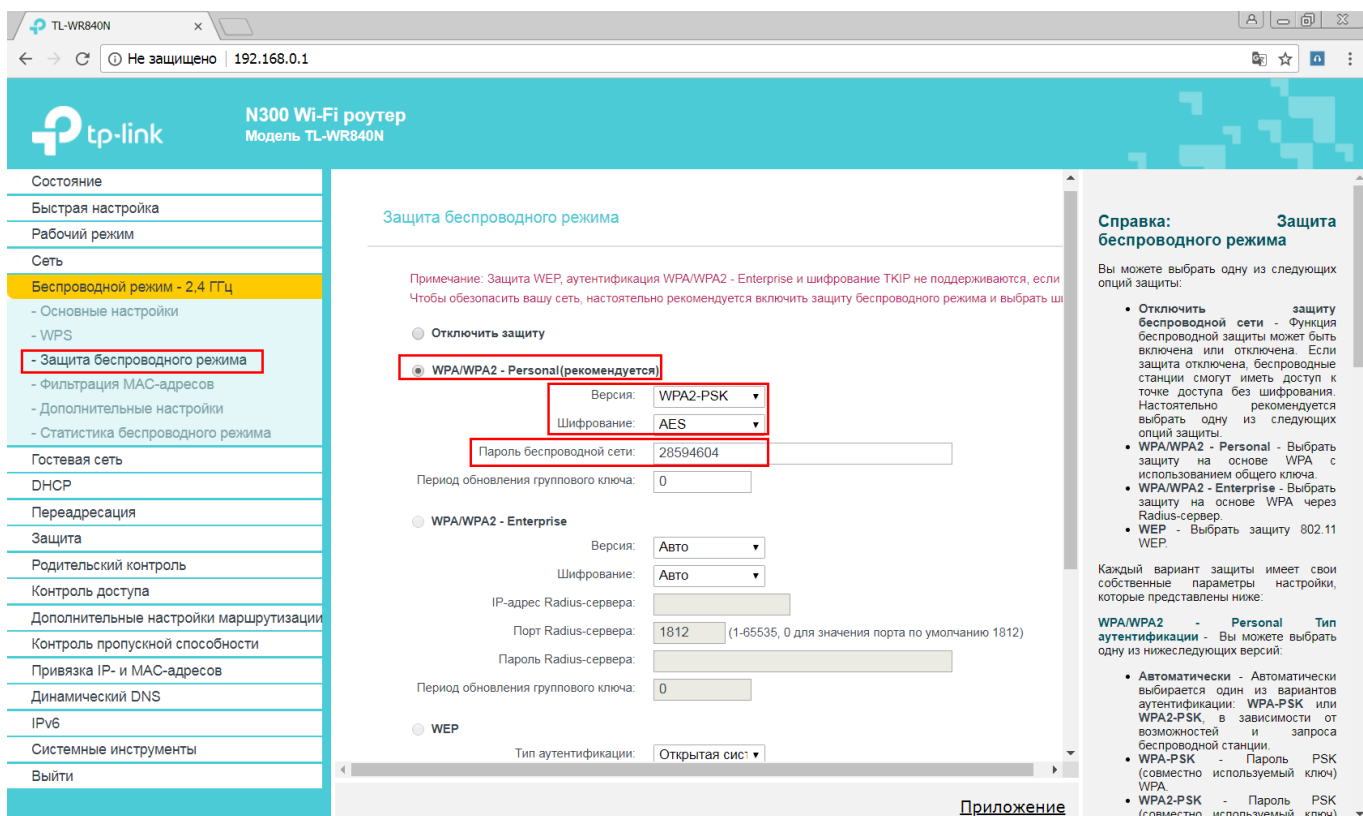 TL-WR840N
Не защищено
192.168.0.1
tp-link
N300 Wi-Fi роутер
Модель TL-WR840N
Состояние
Быстрая настройка
Рабочий режим
Сеть
Беспроводной режим - 2,4 ГГц
- Основные настройки
- WPS
- Защита беспроводного режима
- Фильтрация MAC-адресов
- Дополнительные настройки
- Статистика беспроводного режима
Гостевая сеть
DHCP
Переадресация
Защита
Родительский контроль
Контроль доступа
Дополнительные настройки маршрутизации
Контроль пропускной способности
Привязка IP- и MAC-адресов
Динамический DNS
IPv6
Системные инструменты
Выйти
Защита беспроводного режима
Примечание: Защита WEP, аутентификация WPA/WPA2 - Enterprise и шифрование TKIP не поддерживаются, если
Чтобы обезопасить вашу сеть, настоятельно рекомендуется включить защиту беспроводного режима и выбрать
Отключить защиту
WPA/WPA2 - Personal(рекомендуется)
Версия: WPA2-PSK
Шифрование: AES
Пароль беспроводной сети: 28594604
Период обновления группового ключа: 0
WPA/WPA2 - Enterprise
Версия: Авто
Шифрование: Авто
IP-адрес Radius-сервера:
Порт Radius-сервера: 1812 (1-65535, 0 для значения порта по умолчанию 1812)
Пароль Radius-сервера:
Период обновления группового ключа: 0
WEP
Тип аутентификации: Открытая сист
Приложение
Справка: Защита
беспроводного режима
Вы можете выбрать одну из следующих
опций защиты:
• Отключить защиту
беспроводной сети - Функция
беспроводной защиты может быть
включена или отключена. Если
защита отключена, беспроводные
станции смогут иметь доступ к
точке доступа без шифрования.
Настоятельно рекомендуется
выбрать одну из следующих
опций защиты.
• WPA/WPA2 - Personal - Выбрать
защиту на основе WPA с
использованием общего ключа.
• WPA/WPA2 - Enterprise - Выбрать
защиту на основе WPA через
Radius-сервер.
• WEP - Выбрать защиту 802.11
WEP.
Каждый вариант защиты имеет свои
собственные параметры настройки,
которые представлены ниже:
WPA/WPA2 - Personal Тип
аутентификации - Вы можете выбрать
одну из нижеследующих версий:
• Автоматически - Автоматически
выбирается один из вариантов
аутентификации: WPA-PSK или
WPA2-PSK, в зависимости от
возможностей и запроса
беспроводной станции.
• WPA-PSK - Пароль PSK
(совместно используемый ключ)
WPA.
• WPA2-PSK - Пароль PSK
(совместно используемый ключ)